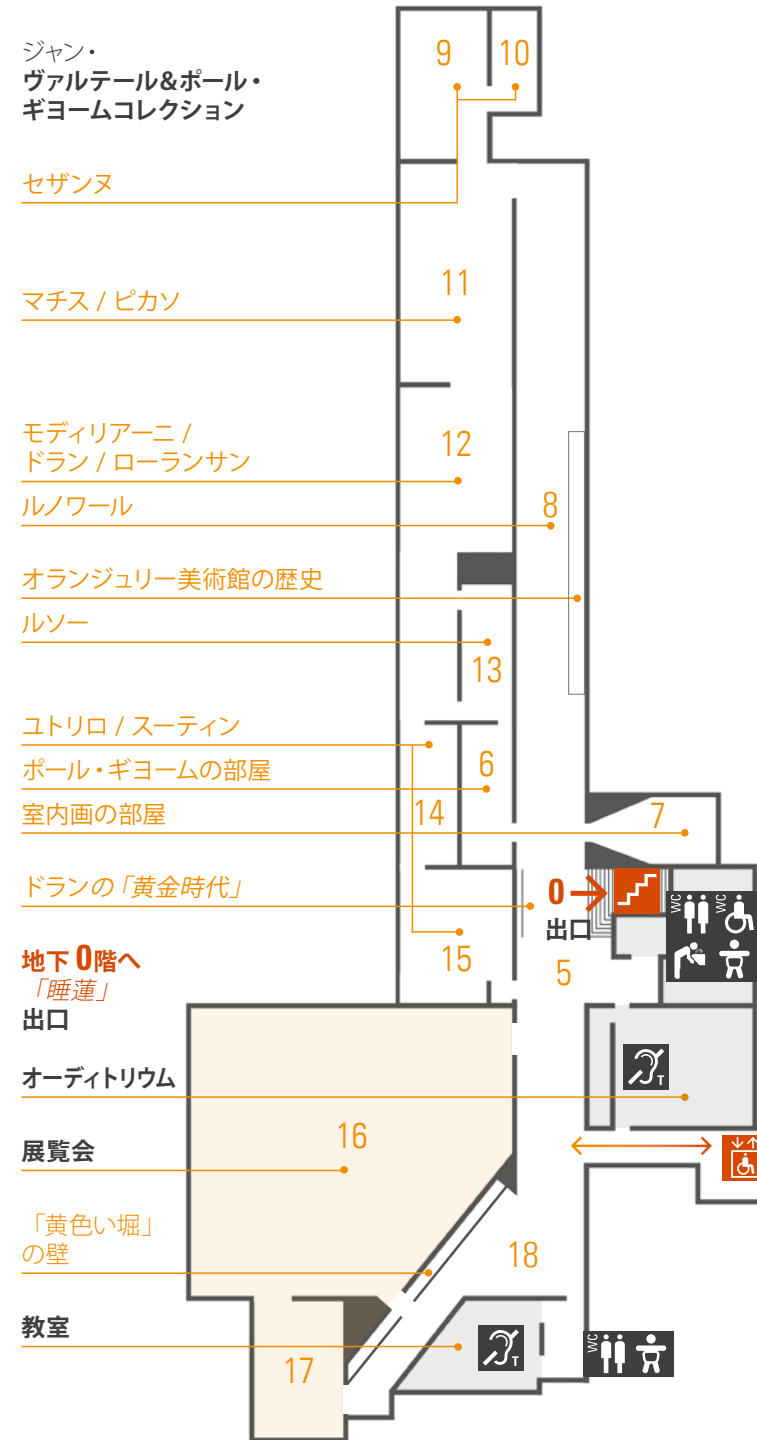 ジャン・
ヴァルテール&ポール・
ギヨームコレクション
セザンヌ
マチス / ピカソ
モディリアーニ /
ドラン / ローランサン
ルノワール
オランジュリー美術館の歴史
ルソー
ユトリロ / スーティン
ポール・ギヨームの部屋
室内画の部屋
ドランの「黄金時代」
地下 0階へ
「睡蓮」
出口
オーディトリウム
展覧会
「黄色い堀」
の壁
教室
9
10
11
12
8
13
6
14
7
0
出口
15
5
WC
WC
T
16
18
17
T
WC